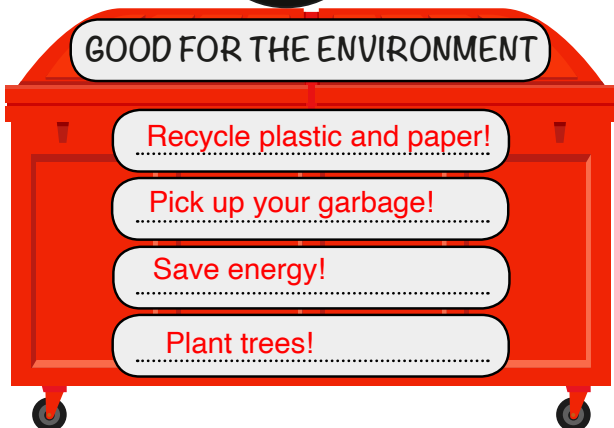 GOOD FOR THE ENVIRONMENT
Recycle plastic and paper!
Pick up your garbage!
Save energy!
Plant trees!